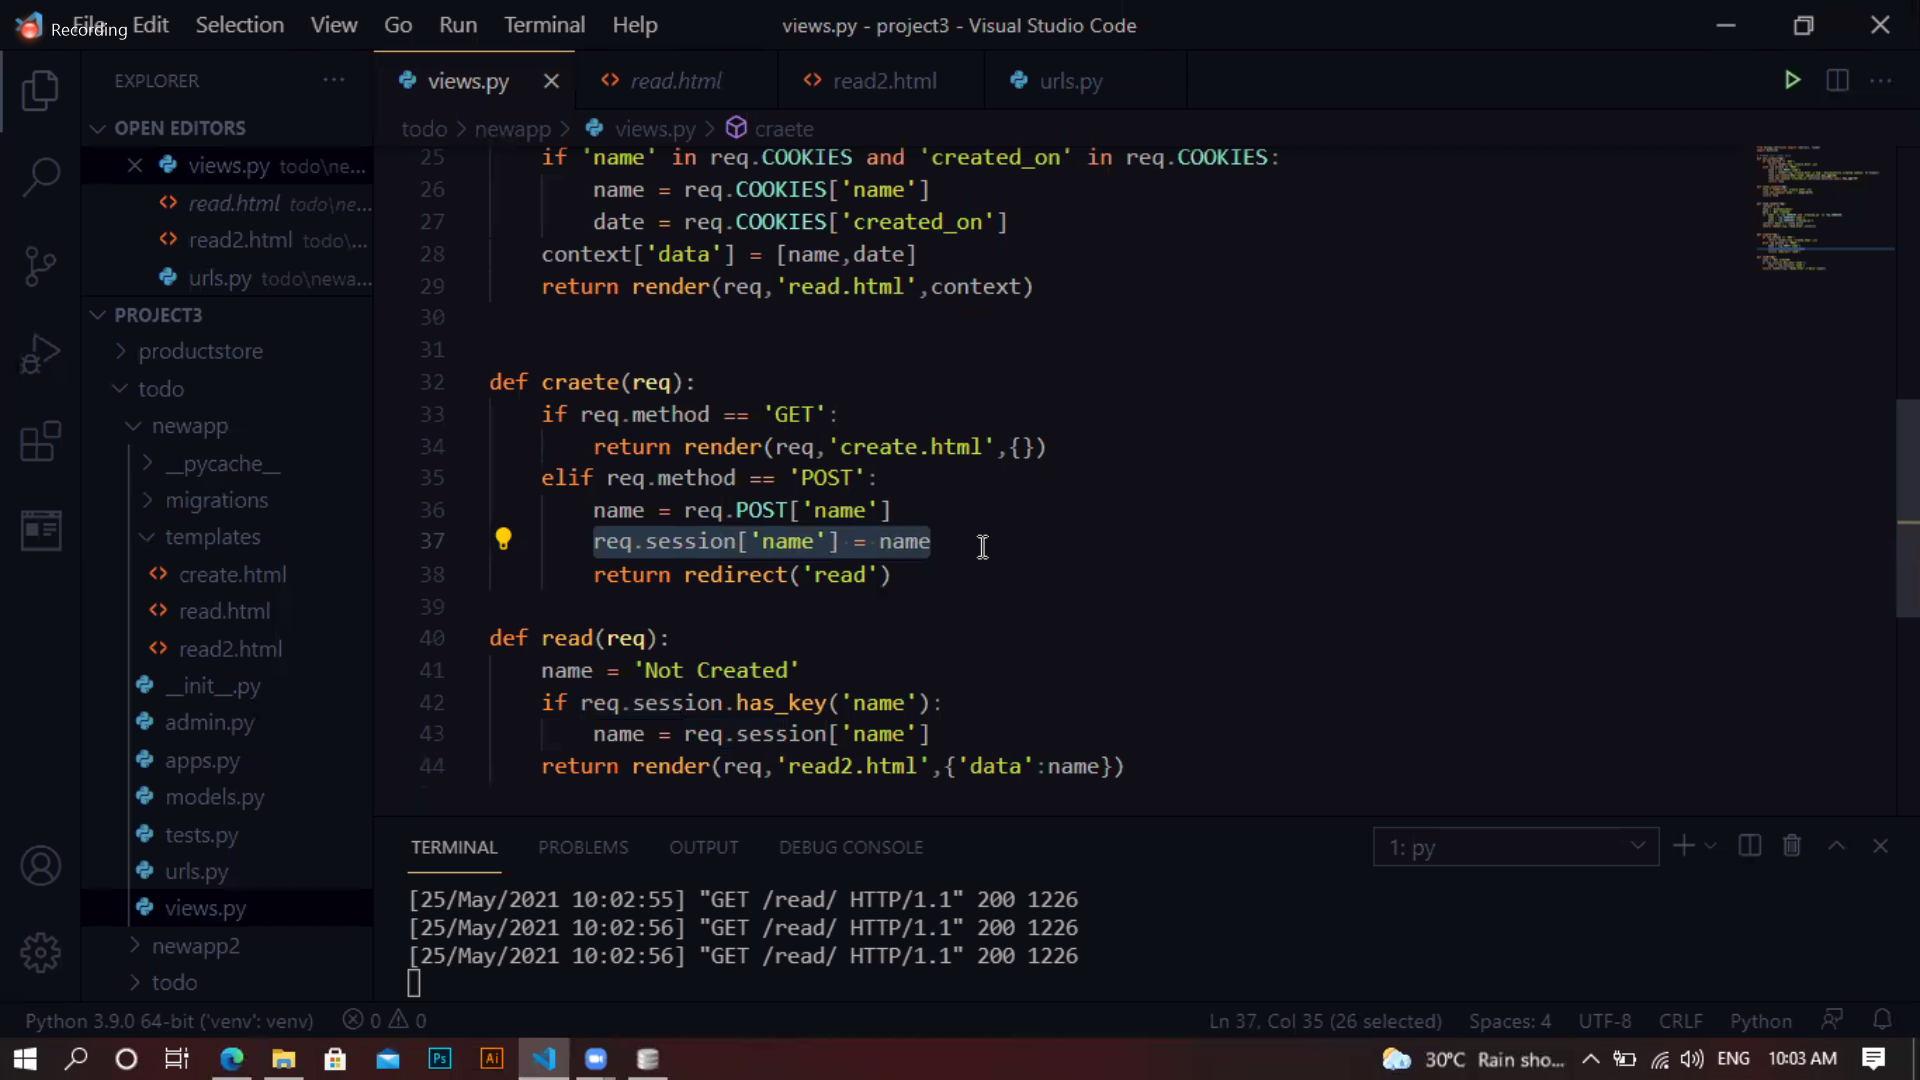 Recording
File Edit Selection View Go Run Terminal Help
views.py - project3 - Visual Studio Code
EXPLORER
views.py
read.html
read2.html
urls.py
OPEN EDITORS
views.py todo\ne...
read.html todo\ne...
read2.html todo\...
urls.py todo\newa...
PROJECT3
productstore
todo
newapp
__pycache__
migrations
templates
create.html
read.html
read2.html
__init__.py
admin.py
apps.py
models.py
tests.py
urls.py
views.py
newapp2
todo
todo > newapp > views.py > craete
25 if 'name' in req.COOKIES and 'created_on' in req.COOKIES:
26 name = req.COOKIES['name']
27 date = req.COOKIES['created_on']
28 context['data'] = [name,date]
29 return render(req,'read.html',context)
30
31
32 def craete(req):
33 if req.method == 'GET':
34 return render(req,'create.html',{})
35 elif req.method == 'POST':
36 name = req.POST['name']
37 req.session['name'] = name
38 return redirect('read')
39
40 def read(req):
41 name = 'Not Created'
42 if req.session.has_key('name'):
43 name = req.session['name']
44 return render(req,'read2.html',{'data':name})
TERMINAL PROBLEMS OUTPUT DEBUG CONSOLE
1: py
[25/May/2021 10:02:55] "GET /read/ HTTP/1.1" 200 1226
[25/May/2021 10:02:56] "GET /read/ HTTP/1.1" 200 1226
[25/May/2021 10:02:56] "GET /read/ HTTP/1.1" 200 1226
Python 3.9.0 64-bit ('venv': venv) 0 0
Ln 37, Col 35 (26 selected) Spaces: 4 UTF-8 CRLF Python
Ps Ai
30°C Rain sho... ENG 10:03 AM